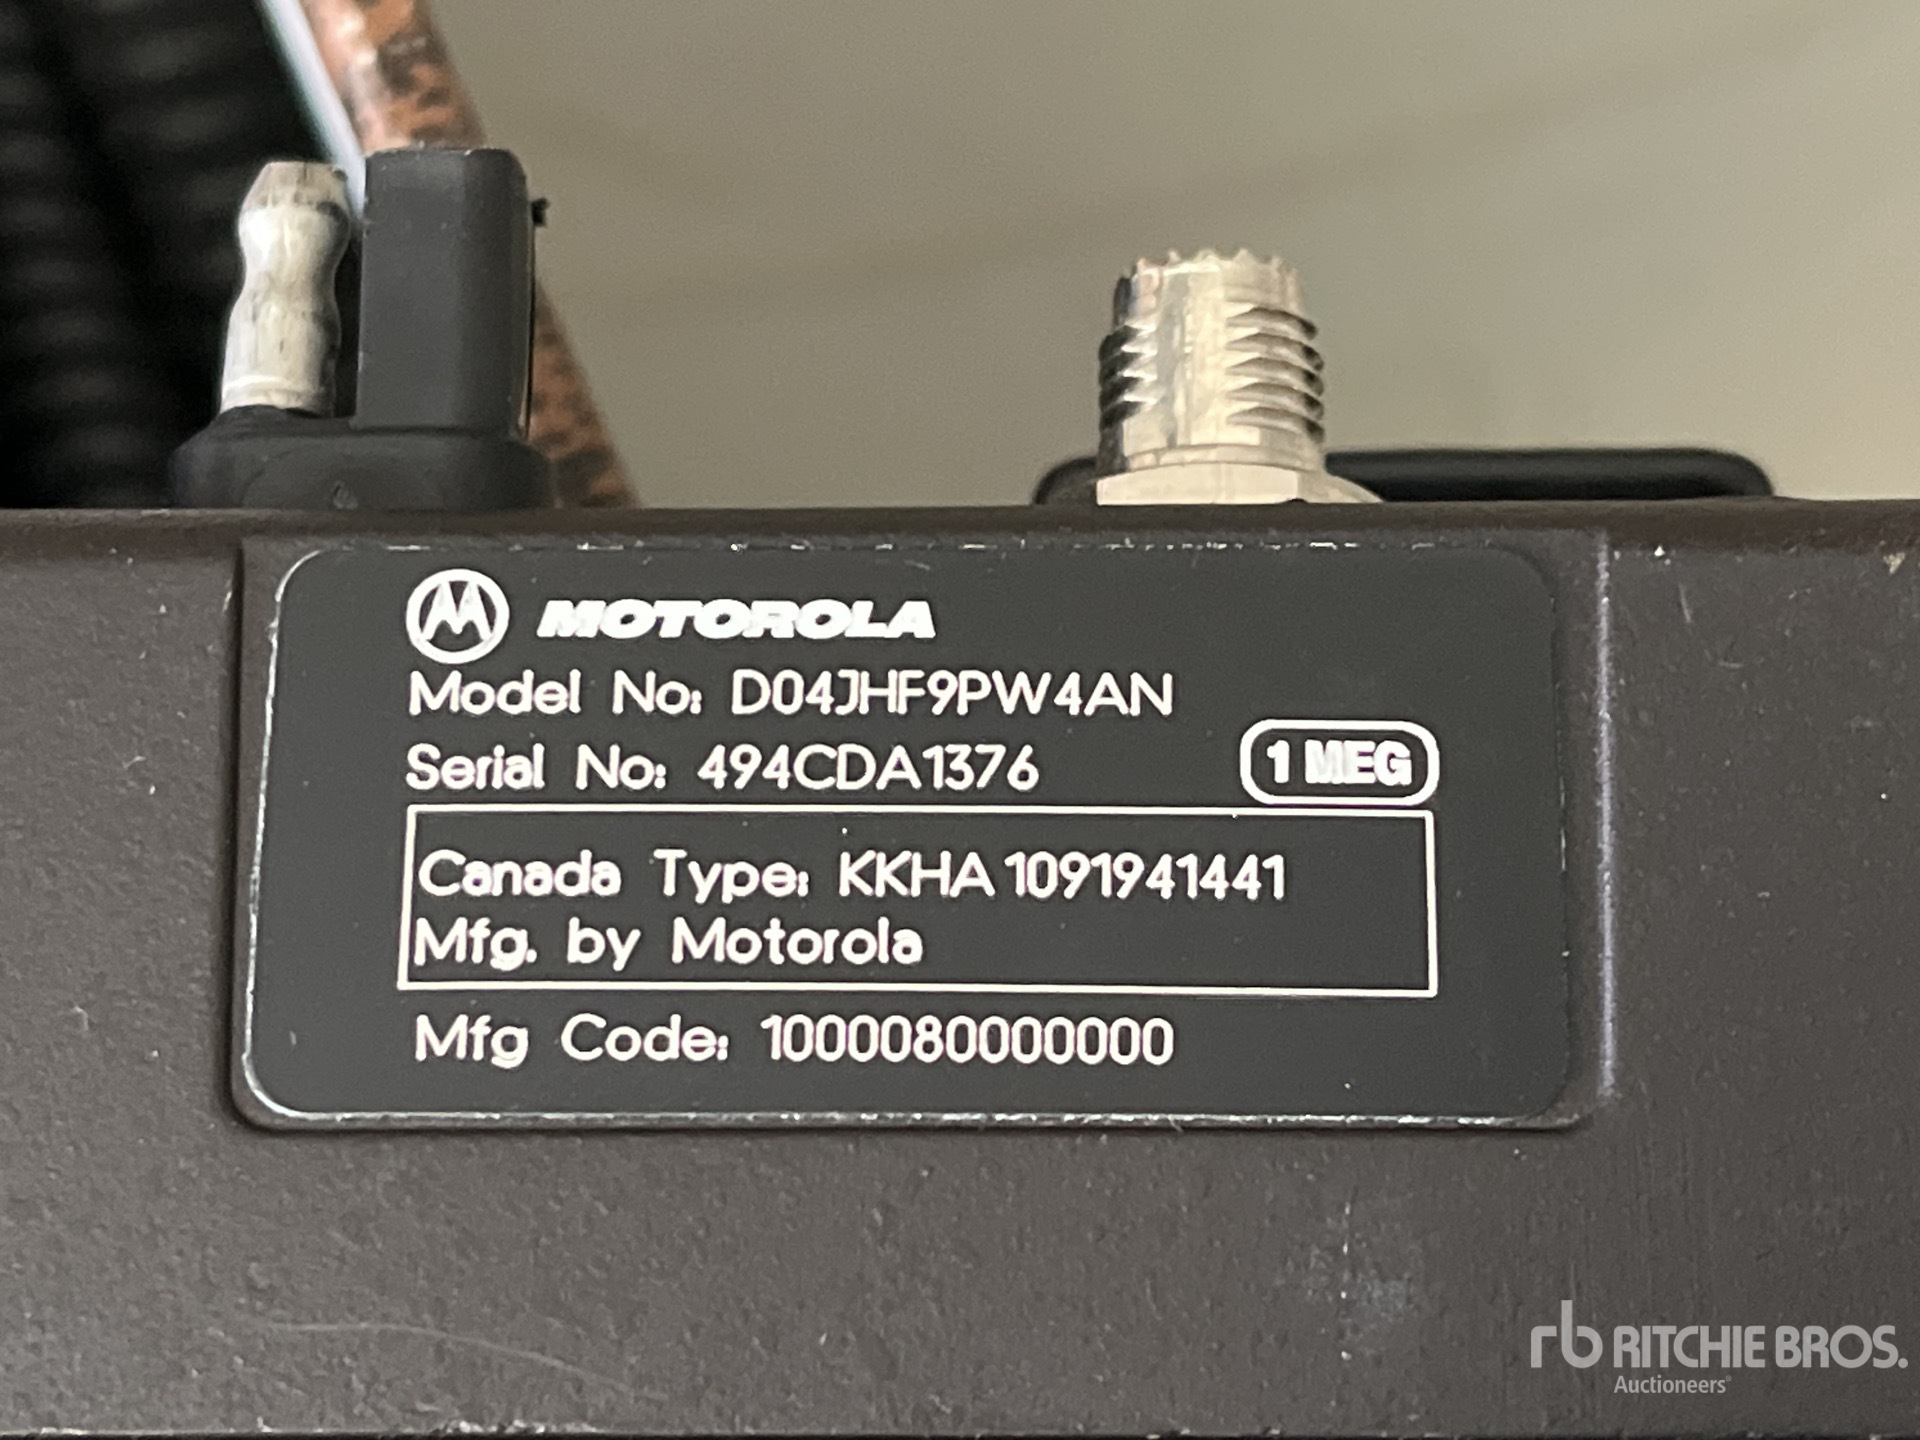 MOTOROLA
Model No: D04JHF9PW4AN
Serial No: 494CDA1376
1 MEG
Canada Type: KKHA 1091941441
Mfg. by Motorola
Mfg Code: 1000080000000
rb RITCHIE BROS.
Auctioneers